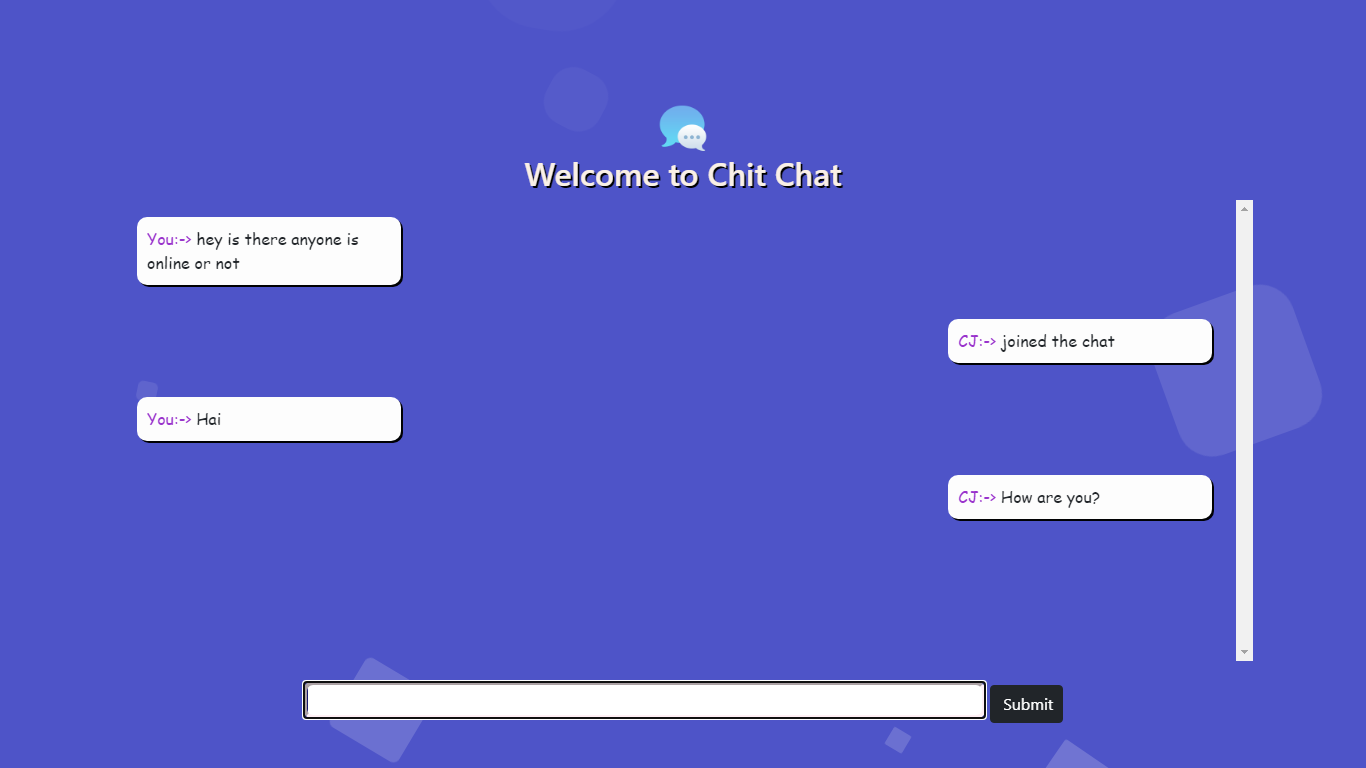 Welcome to Chit Chat
You:-> hey is there anyone is
online or not
CJ:-> joined the chat
You:-> Hai
CJ:-> How are you?
Submit